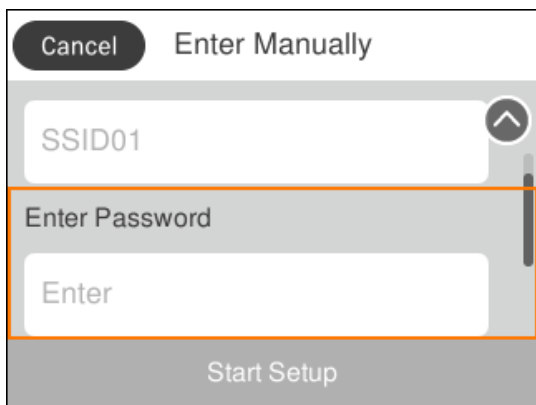 Cancel Enter Manually
SSID01
Enter Password
Enter
Start Setup